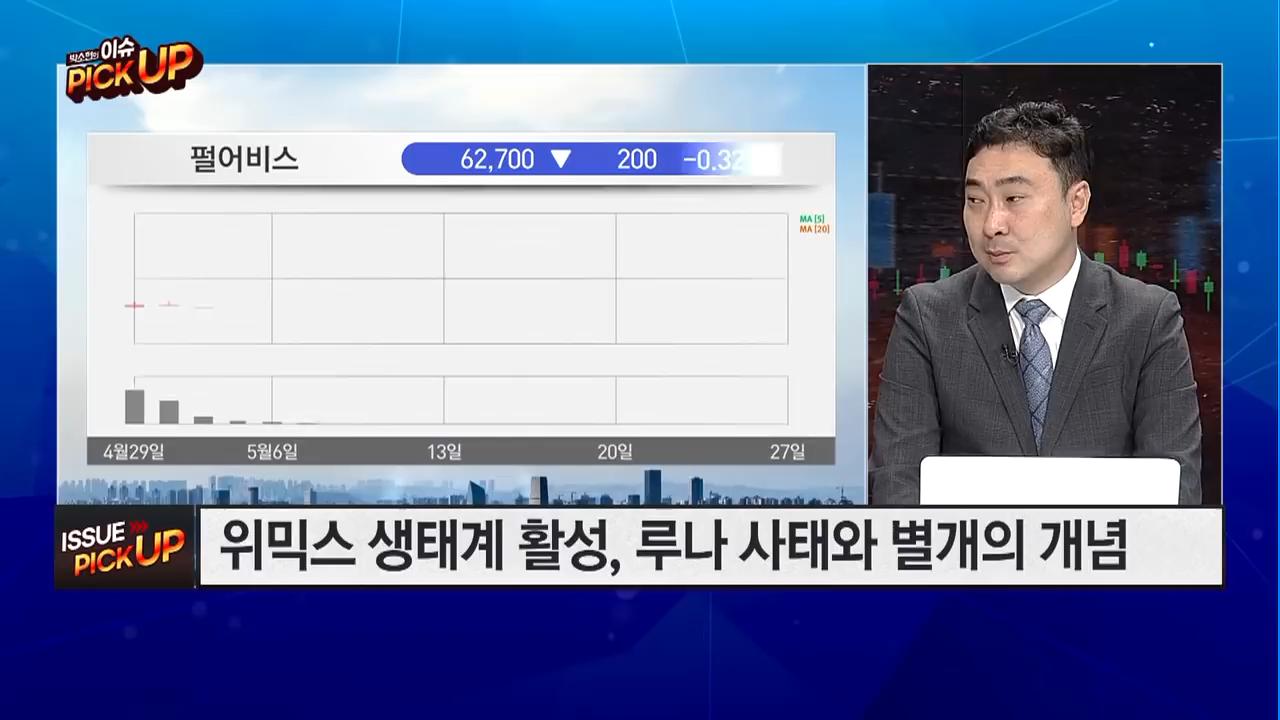 박소현의 이슈
PICK UP
펄어비스 62,700 ▼ 200 -0.32
MA [5]
MA [20]
4월29일 5월6일 13일 20일 27일
ISSUE
PICK UP
위믹스 생태계 활성, 루나 사태와 별개의 개념